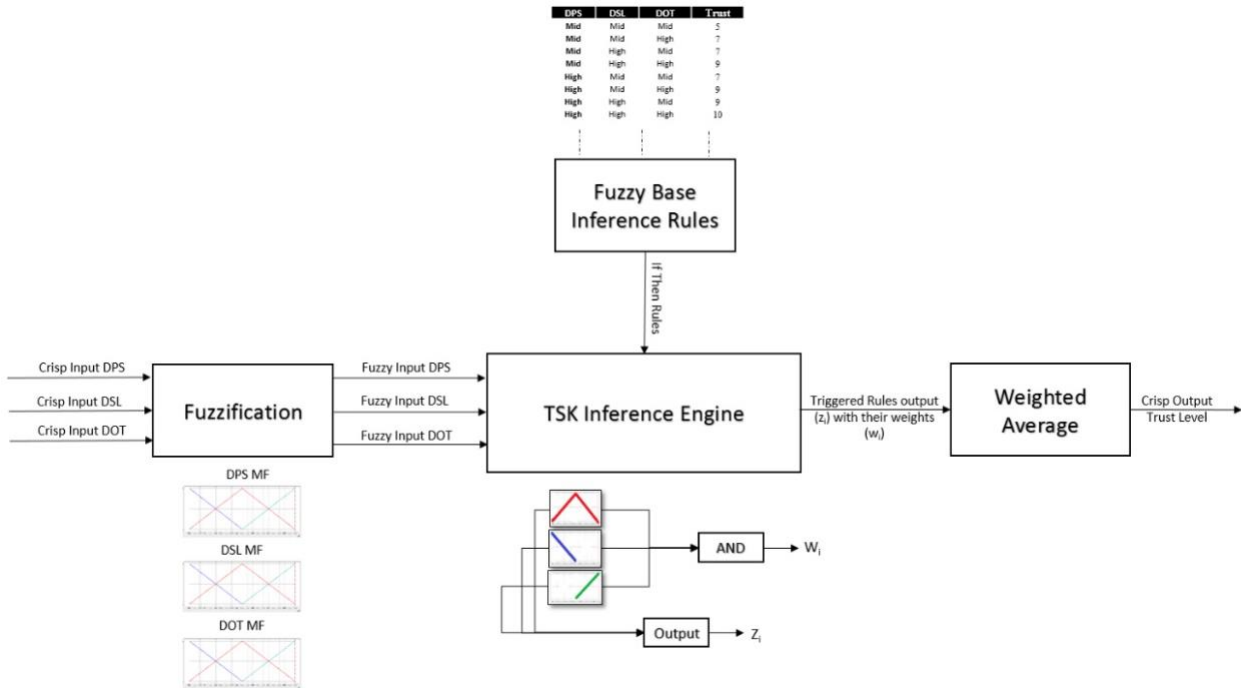 DPS DSL DOT Trust
Mid Mid Mid 5
Mid Mid High 7
Mid High Mid 7
Mid High High 9
High Mid Mid 7
High Mid High 9
High High Mid 9
High High High 10
Fuzzy Base
Inference Rules
If Then Rules
Crisp Input DPS
Crisp Input DSL
Crisp Input DOT
Fuzzification
Fuzzy Input DPS
Fuzzy Input DSL
Fuzzy Input DOT
TSK Inference Engine
Triggered Rules output
(zᵢ) with their weights
(wᵢ)
Weighted
Average
Crisp Output
Trust Level
DPS MF
DSL MF
DOT MF
AND
Wᵢ
Output
Zᵢ